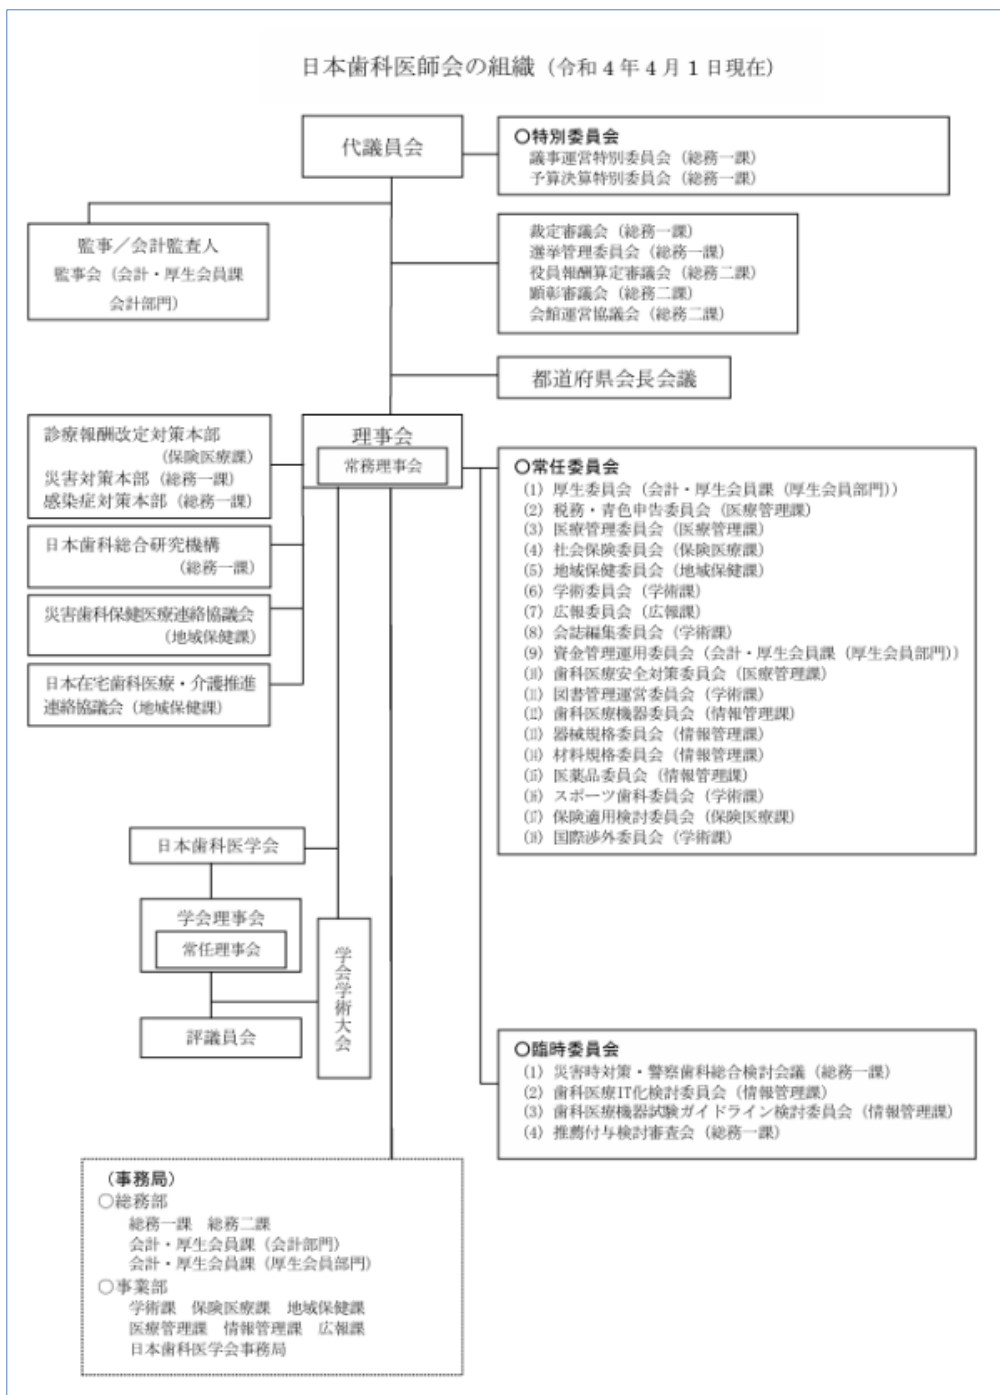 日本歯科医師会の組織（令和4年4月1日現在）
代議員会
○特別委員会
議事運営特別委員会（総務一課）
予算決算特別委員会（総務一課）
監事／会計監査人
監事会（会計・厚生会員課
会計部門）
裁定審議会（総務一課）
選挙管理委員会（総務一課）
役員報酬算定審議会（総務二課）
顕彰審議会（総務二課）
会館運営協議会（総務二課）
都道府県会長会議
理事会
常務理事会
診療報酬改定対策本部
（保険医療課）
災害対策本部（総務一課）
感染症対策本部（総務一課）
日本歯科総合研究機構
（総務一課）
災害歯科保健医療連絡協議会
（地域保健課）
日本在宅歯科医療・介護推進
連絡協議会（地域保健課）
○常任委員会
(1) 厚生委員会（会計・厚生会員課（厚生会員部門））
(2) 税務・青色申告委員会（医療管理課）
(3) 医療管理委員会（医療管理課）
(4) 社会保険委員会（保険医療課）
(5) 地域保健委員会（地域保健課）
(6) 学術委員会（学術課）
(7) 広報委員会（広報課）
(8) 会誌編集委員会（学術課）
(9) 資金管理運用委員会（会計・厚生会員課（厚生会員部門））
(10) 歯科医療安全対策委員会（医療管理課）
(11) 図書管理運営委員会（学術課）
(12) 歯科医療機器委員会（情報管理課）
(13) 器械規格委員会（情報管理課）
(14) 材料規格委員会（情報管理課）
(15) 医薬品委員会（情報管理課）
(16) スポーツ歯科委員会（学術課）
(17) 保険適用検討委員会（保険医療課）
(18) 国際渉外委員会（学術課）
日本歯科医学会
学会理事会
常任理事会
評議員会
学会学術大会
○臨時委員会
(1) 災害時対策・警察歯科総合検討会議（総務一課）
(2) 歯科医療IT化検討委員会（情報管理課）
(3) 歯科医療機器試験ガイドライン検討委員会（情報管理課）
(4) 推薦付与検討審査会（総務一課）
（事務局）
○総務部
総務一課　総務二課
会計・厚生会員課（会計部門）
会計・厚生会員課（厚生会員部門）
○事業部
学術課　保険医療課　地域保健課
医療管理課　情報管理課　広報課
日本歯科医学会事務局